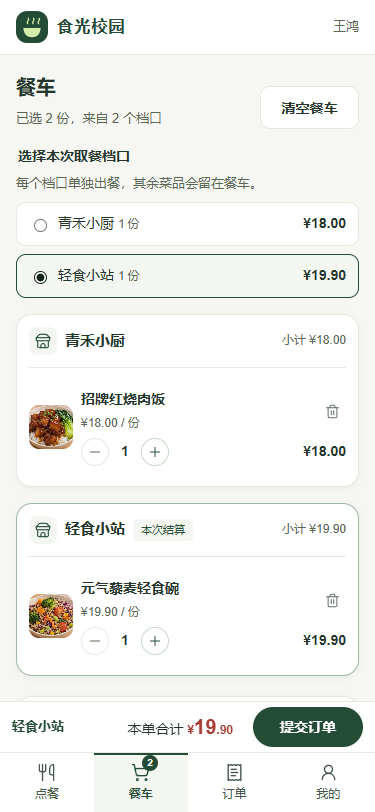 食光校园
王鸿
餐车
已选 2 份，来自 2 个档口
清空餐车
选择本次取餐档口
每个档口单独出餐，其余菜品会留在餐车。
青禾小厨 1 份
¥18.00
轻食小站 1 份
¥19.90
青禾小厨
小计 ¥18.00
招牌红烧肉饭
¥18.00 / 份
1
¥18.00
轻食小站
本次结算
小计 ¥19.90
元气藜麦轻食碗
¥19.90 / 份
1
¥19.90
轻食小站
本单合计 ¥19.90
提交订单
点餐
2
餐车
订单
我的